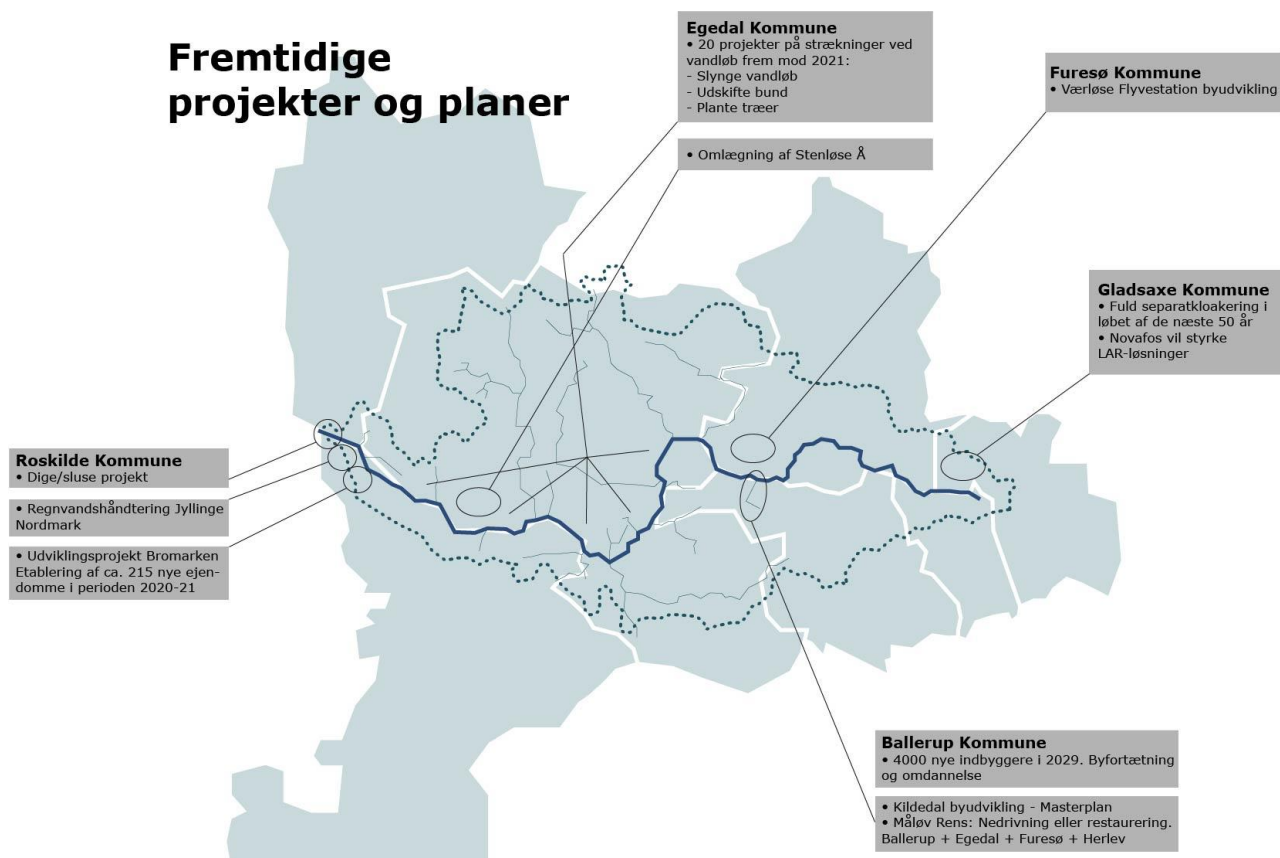 Fremtidige
projekter og planer
Egedal Kommune
• 20 projekter på strækninger ved
vandløb frem mod 2021:
- Slynge vandløb
- Udskifte bund
- Plante træer
• Omlægning af Stenløse Å
Furesø Kommune
• Værløse Flyvestation byudvikling
Gladsaxe Kommune
• Fuld separatkloakering i
løbet af de næste 50 år
• Novafos vil styrke
LAR-løsninger
Roskilde Kommune
• Dige/sluse projekt
• Regnvandshåndtering Jyllinge
Nordmark
• Udviklingsprojekt Bromarken
Etablering af ca. 215 nye ejen-
domme i perioden 2020-21
Ballerup Kommune
• 4000 nye indbyggere i 2029. Byfortætning
og omdannelse
• Kildedal byudvikling - Masterplan
• Måløv Rens: Nedrivning eller restaurering.
Ballerup + Egedal + Furesø + Herlev